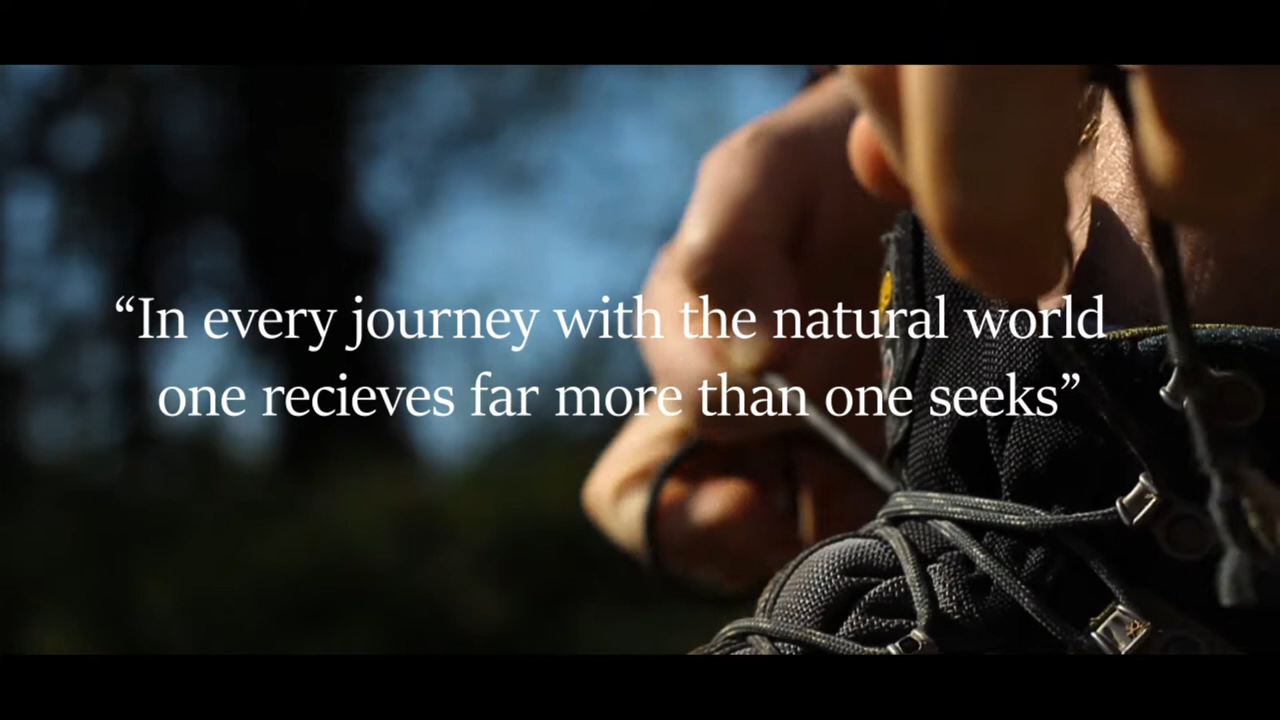 “In every journey with the natural world
one recieves far more than one seeks”